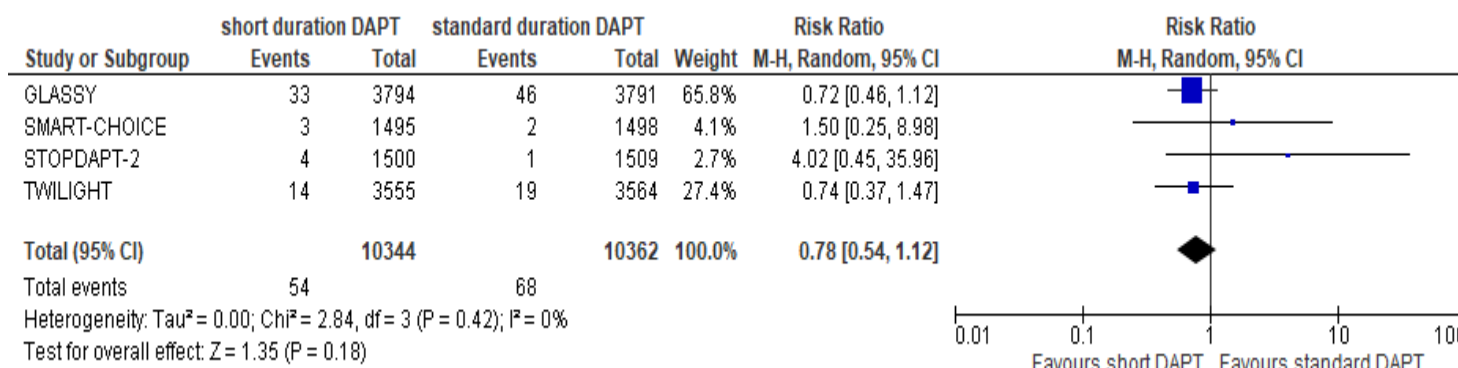 short duration DAPT standard duration DAPT Risk Ratio Risk Ratio
Study or Subgroup Events Total Events Total Weight M-H, Random, 95% CI M-H, Random, 95% CI
GLASSY 33 3794 46 3791 65.8% 0.72 [0.46, 1.12]
SMART-CHOICE 3 1495 2 1498 4.1% 1.50 [0.25, 8.98]
STOPDAPT-2 4 1500 1 1509 2.7% 4.02 [0.45, 35.96]
TWILIGHT 14 3555 19 3564 27.4% 0.74 [0.37, 1.47]
Total (95% CI) 10344 10362 100.0% 0.78 [0.54, 1.12]
Total events 54 68
Heterogeneity: Tau² = 0.00; Chi² = 2.84, df = 3 (P = 0.42); I² = 0%
Test for overall effect: Z = 1.35 (P = 0.18)
0.01 0.1 1 10 100
Favours short DAPT Favours standard DAPT